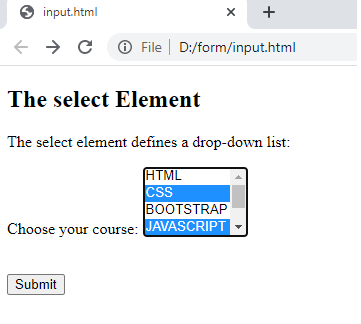 input.html
File | D:/form/input.html
The select Element
The select element defines a drop-down list:
HTML
CSS
BOOTSTRAP
Choose your course: JAVASCRIPT
Submit